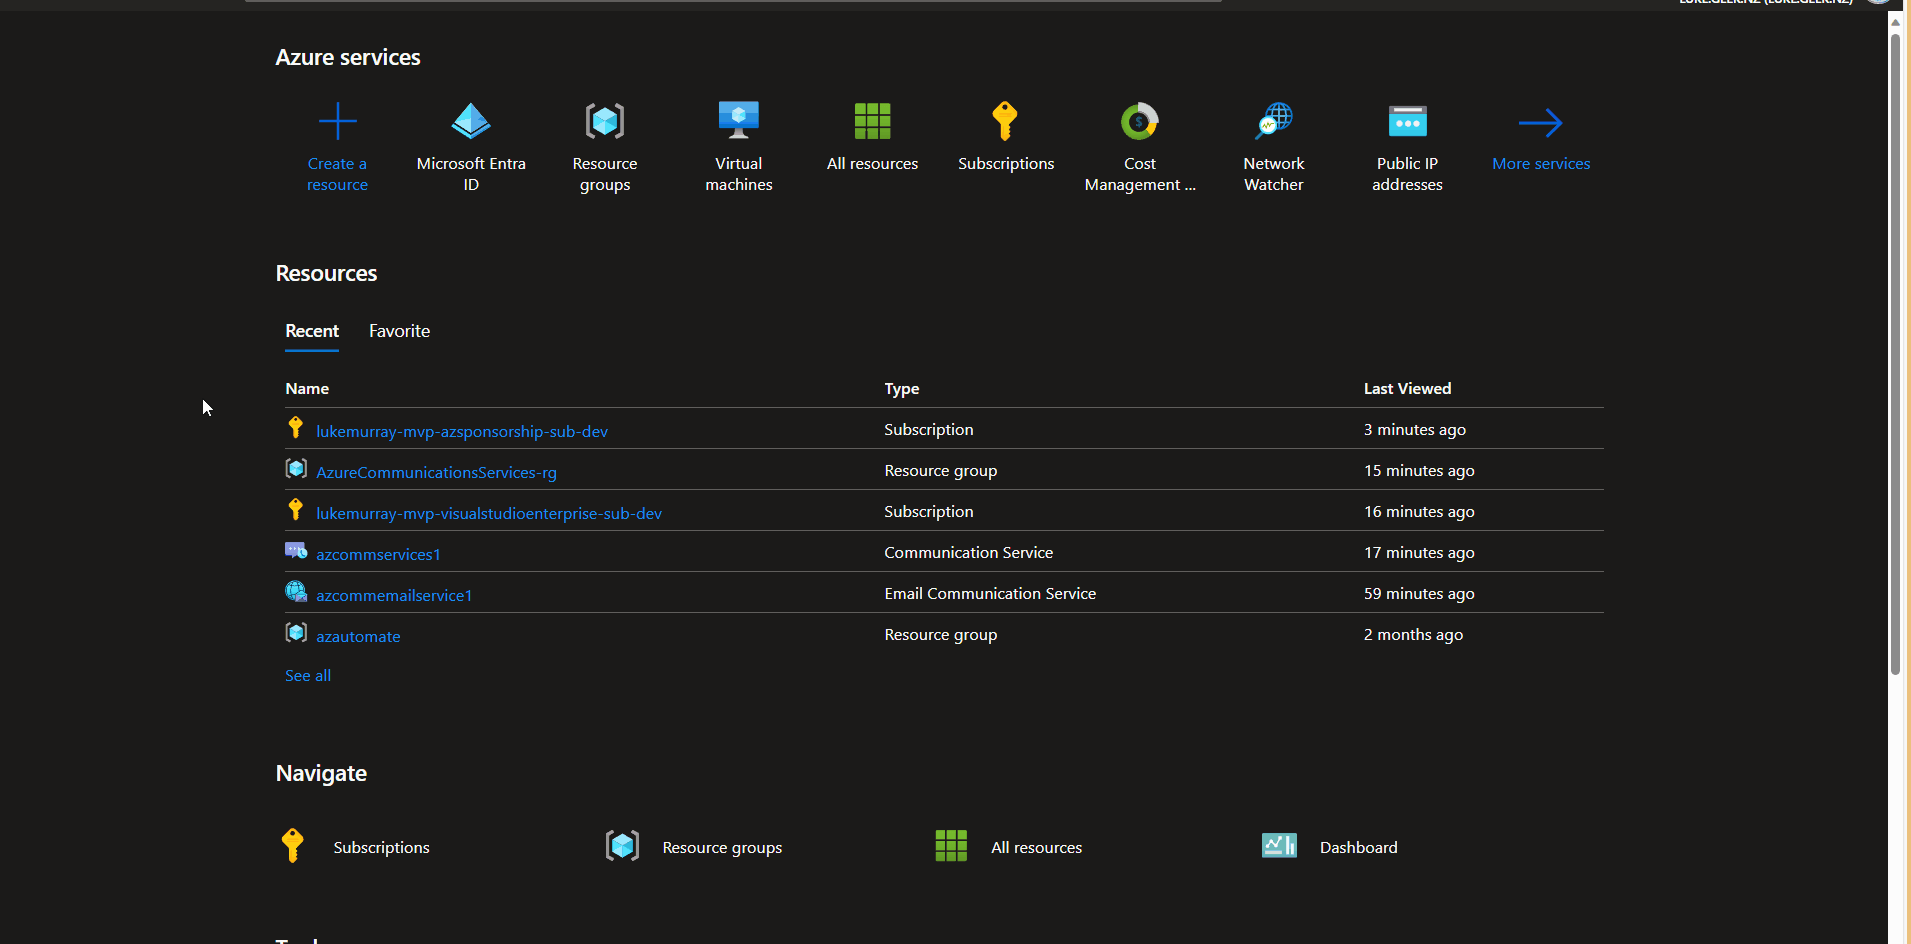 Azure services
Create a resource
Microsoft Entra ID
Resource groups
Virtual machines
All resources
Subscriptions
Cost Management ...
Network Watcher
Public IP addresses
More services
Resources
Recent Favorite
Name Type Last Viewed
lukemurray-mvp-azsponsorship-sub-dev Subscription 3 minutes ago
AzureCommunicationsServices-rg Resource group 15 minutes ago
lukemurray-mvp-visualstudioenterprise-sub-dev Subscription 16 minutes ago
azcommservices1 Communication Service 17 minutes ago
azcommemailservice1 Email Communication Service 59 minutes ago
azautomate Resource group 2 months ago
See all
Navigate
Subscriptions Resource groups All resources Dashboard